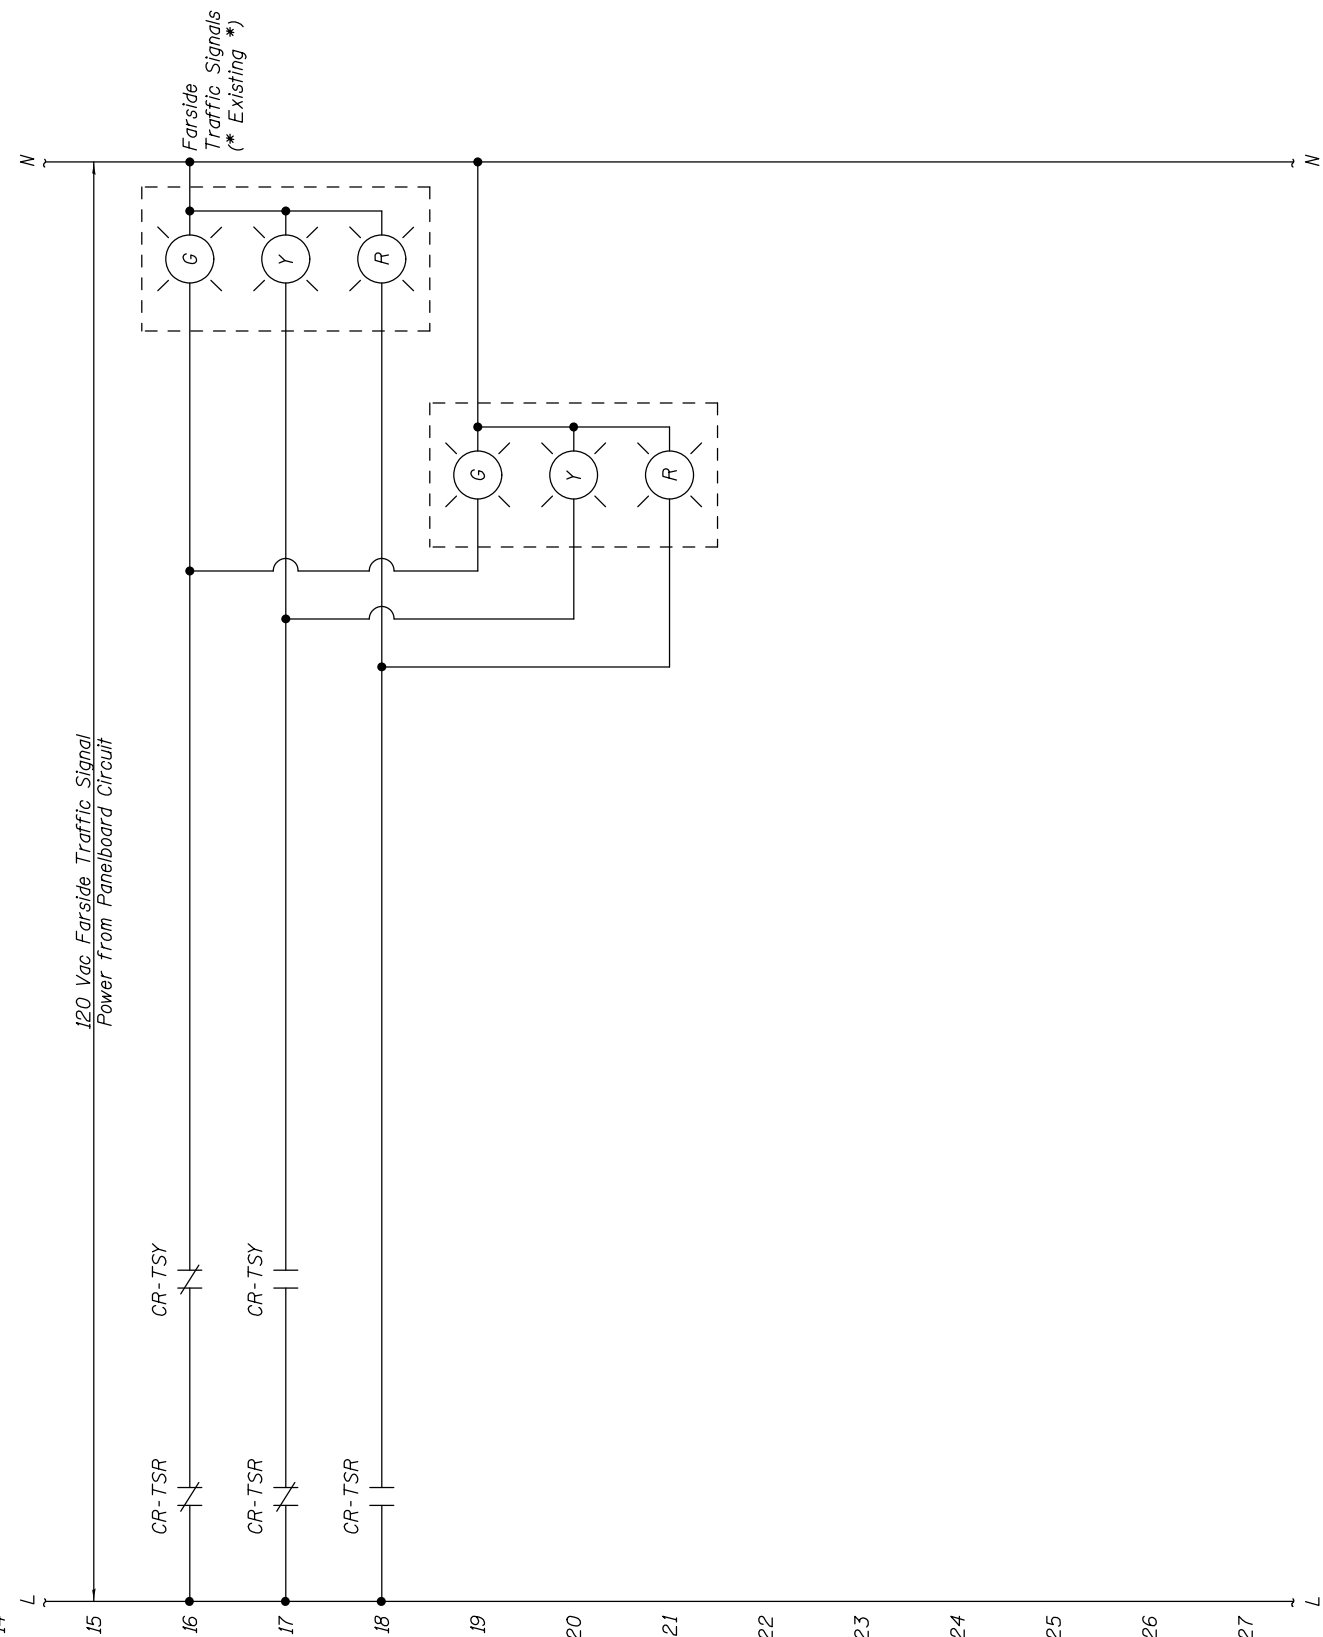 14
L
N
15
120 Vac Farside Traffic Signal
Power from Panelboard Circuit
16
CR-TSR
CR-TSY
G
Farside
Traffic Signals
(* Existing *)
17
CR-TSR
CR-TSY
Y
18
CR-TSR
R
19
G
20
Y
21
R
22
23
24
25
26
27
L
N